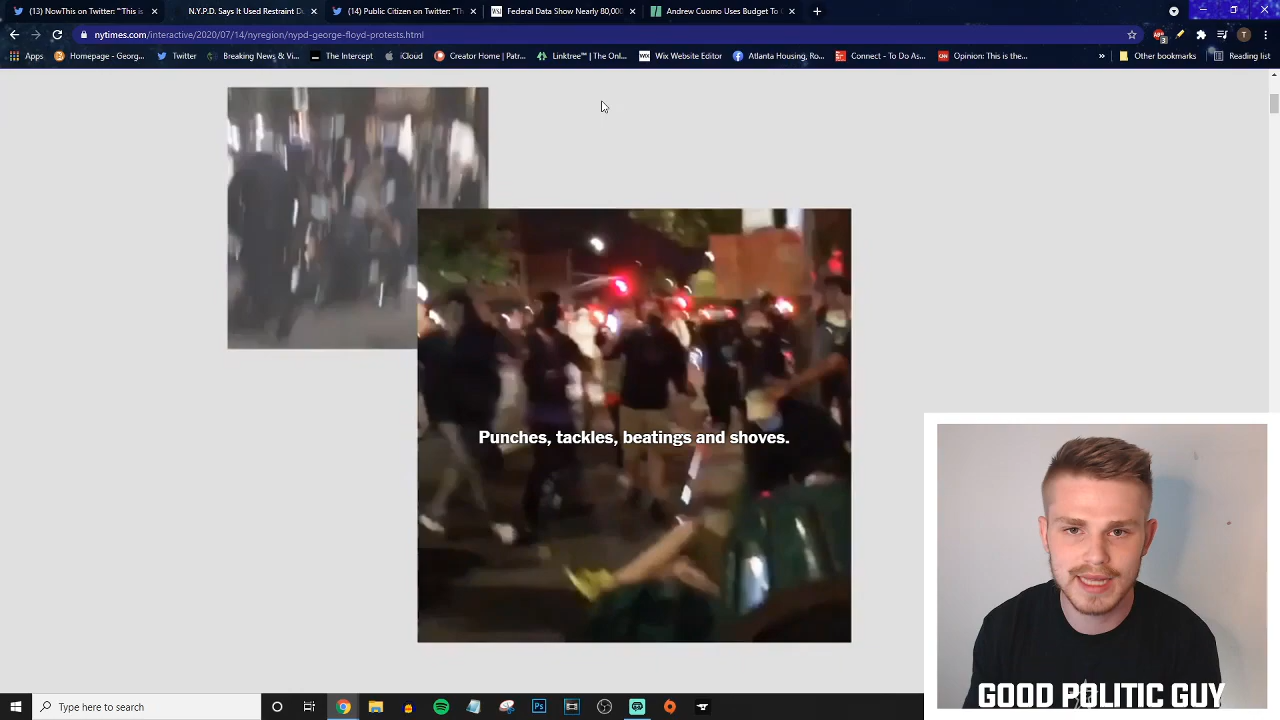 (13) NowThis on Twitter: "This is
N.Y.P.D. Says It Used Restraint D
(14) Public Citizen on Twitter: "Th
Federal Data Show Nearly 80,000
Andrew Cuomo Uses Budget To
nytimes.com/interactive/2020/07/14/nyregion/nypd-george-floyd-protests.html
Apps
Homepage - Georg...
Twitter
Breaking News & Vi...
The Intercept
iCloud
Creator Home | Patr...
Linktree™ | The Onl...
WIX
Wix Website Editor
Atlanta Housing, Ro...
Connect - To Do As...
Opinion: This is the...
»
Other bookmarks
Reading list
Punches, tackles, beatings and shoves.
GOOD POLITIC GUY
Type here to search